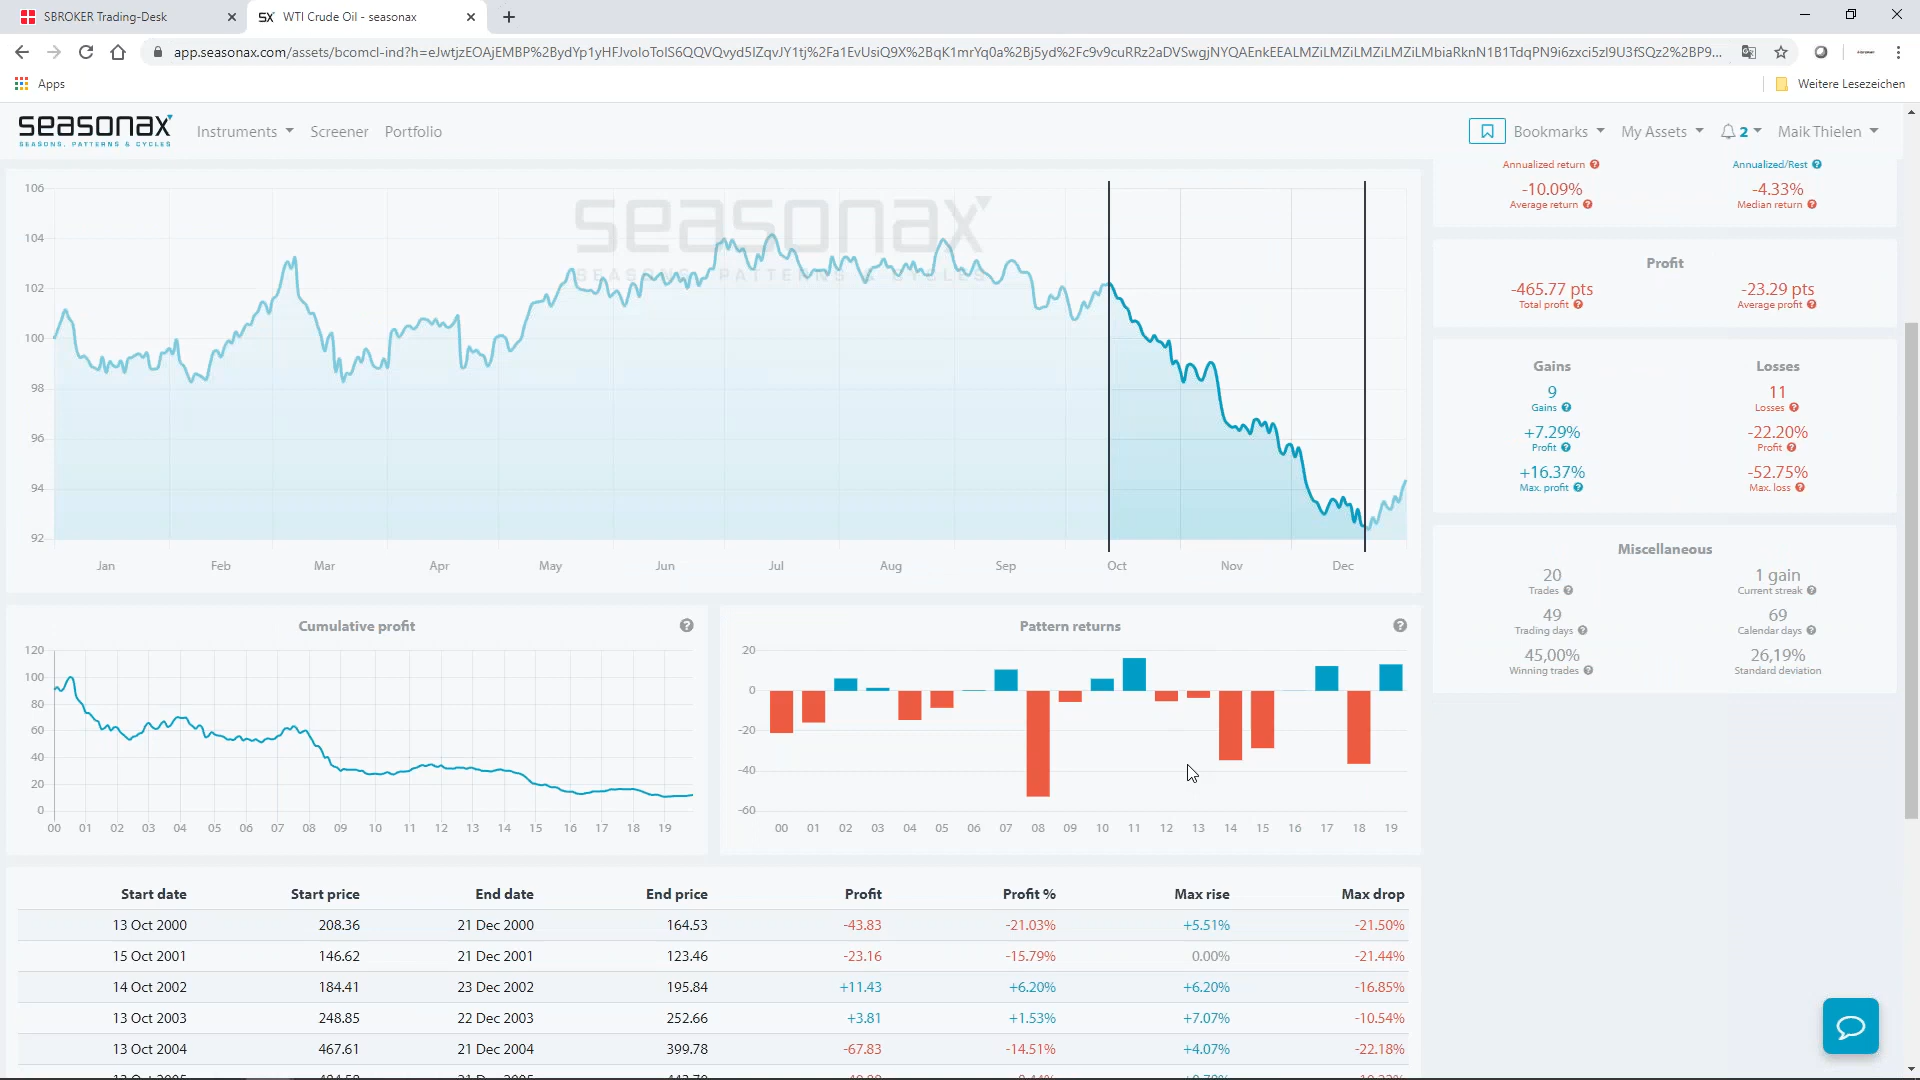 SBROKER Trading-Desk
WTI Crude Oil - seasonax
Apps
Weitere Lesezeichen
seasonax
SEASONS, PATTERNS & CYCLES
Instruments
Screener
Portfolio
Bookmarks
My Assets
2
Maik Thielen
Annualized return
Annualized/Rest
-10.09%
-4.33%
Average return
Median return
Profit
-465.77 pts
-23.29 pts
Total profit
Average profit
Gains
Losses
9
11
Gains
Losses
+7.29%
-22.20%
Profit
Profit
+16.37%
-52.75%
Max. profit
Max. loss
Miscellaneous
20
1 gain
Trades
Current streak
49
69
Trading days
Calendar days
45,00%
26,19%
Winning trades
Standard deviation
seasonax
SEASONS, PATTERNS & CYCLES
106
104
102
100
98
96
94
92
Jan Feb Mar Apr May Jun Jul Aug Sep Oct Nov Dec
Cumulative profit
120
100
80
60
40
20
0
00 01 02 03 04 05 06 07 08 09 10 11 12 13 14 15 16 17 18 19
Pattern returns
20
0
-20
-40
-60
00 01 02 03 04 05 06 07 08 09 10 11 12 13 14 15 16 17 18 19
Start date Start price End date End price Profit Profit % Max rise Max drop
13 Oct 2000 208.36 21 Dec 2000 164.53 -43.83 -21.03% +5.51% -21.50%
15 Oct 2001 146.62 21 Dec 2001 123.46 -23.16 -15.79% 0.00% -21.44%
14 Oct 2002 184.41 23 Dec 2002 195.84 +11.43 +6.20% +6.20% -16.85%
13 Oct 2003 248.85 22 Dec 2003 252.66 +3.81 +1.53% +7.07% -10.54%
13 Oct 2004 467.61 21 Dec 2004 399.78 -67.83 -14.51% +4.07% -22.18%